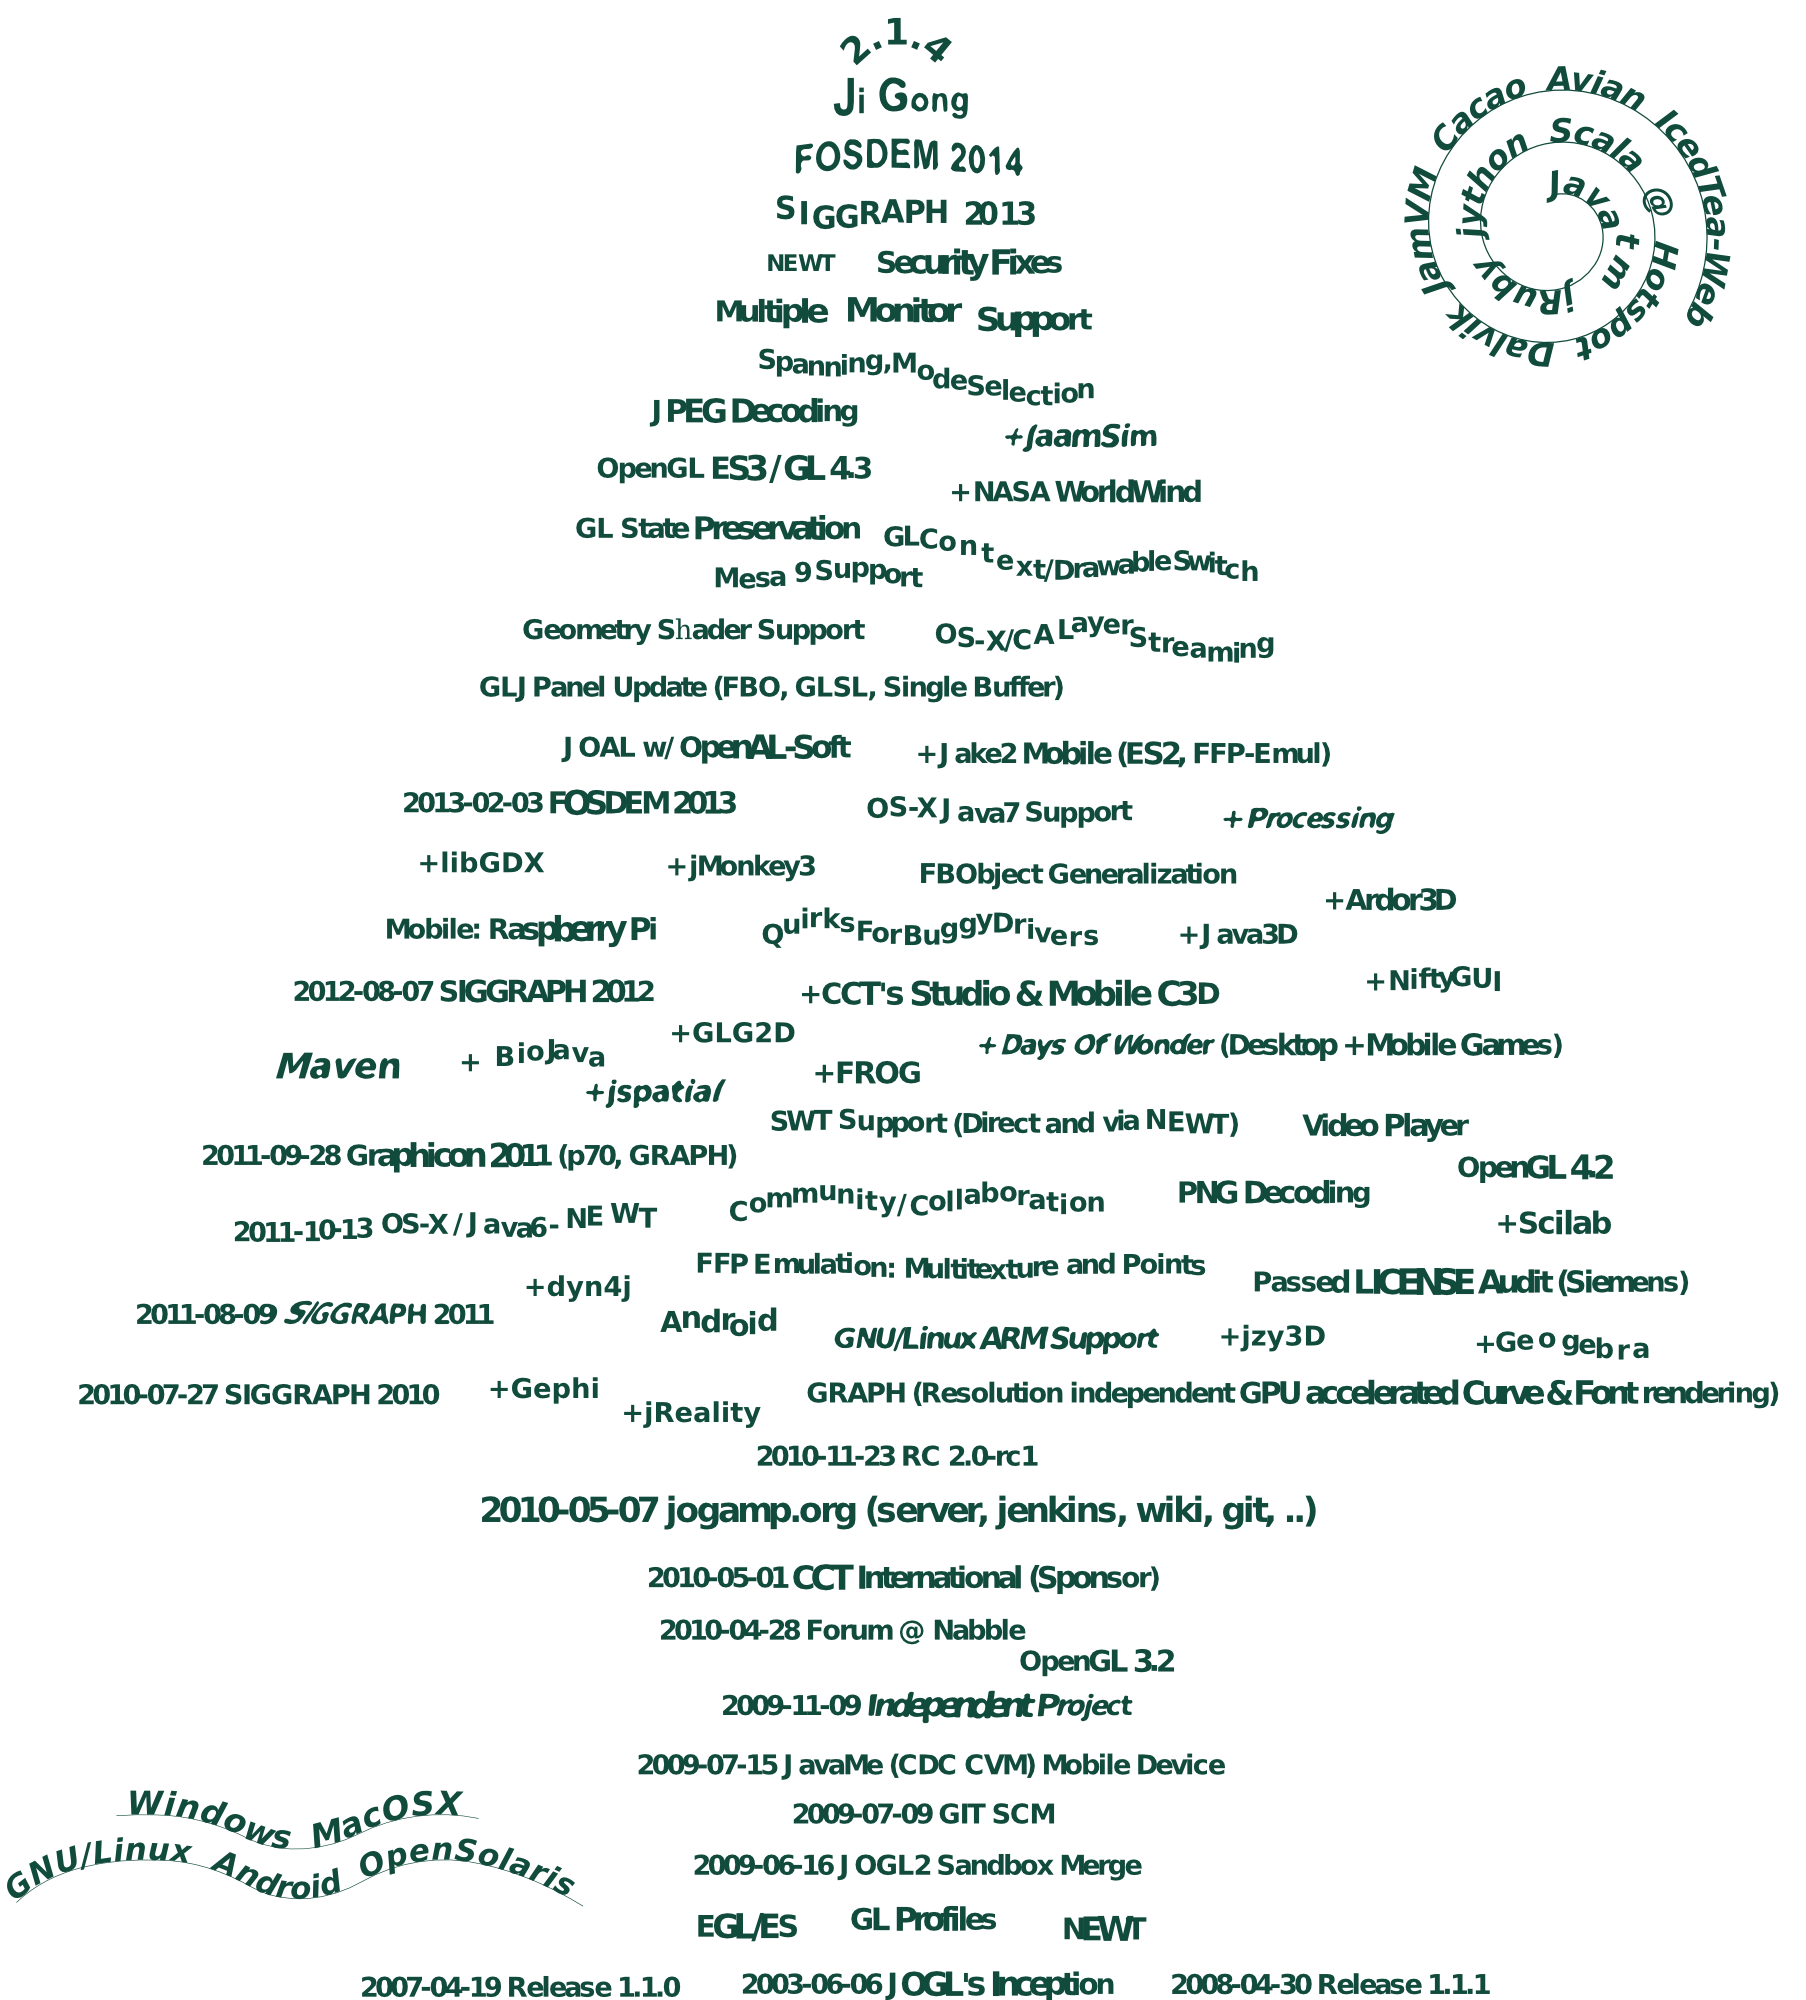 2.1.4
Ji Gong
FOSDEM 2014
SIGGRAPH 2013
NEWT Security Fixes
Multiple Monitor Support
Spanning, Mode Selection
JPEG Decoding
+JaamSim
OpenGL ES3 / GL 4.3
+NASA WorldWind
GL State Preservation GLContext/Drawable Switch
Mesa 9 Support
Geometry Shader Support OS-X/CALayer Streaming
GLJPanel Update (FBO, GLSL, Single Buffer)
JOAL w/ OpenAL-Soft +Jake2 Mobile (ES2, FFP-Emul)
2013-02-03 FOSDEM 2013 OS-X Java7 Support +Processing
+libGDX +jMonkey3 FBObject Generalization
+Ardor3D
Mobile: Raspberry Pi Quirks For Buggy Drivers +Java3D
2012-08-07 SIGGRAPH 2012 +CCT's Studio & Mobile C3D +NiftyGUI
+GLG2D
Maven + BioJava +Days Of Wonder (Desktop +Mobile Games)
+jspatial +FROG
SWT Support (Direct and via NEWT) Video Player
2011-09-28 Graphicon 2011 (p70, GRAPH) OpenGL 4.2
Community/Collaboration PNG Decoding
2011-10-13 OS-X / Java6 - NEWT +Scilab
FFP Emulation: Multitexture and Points Passed LICENSE Audit (Siemens)
+dyn4j
2011-08-09 SIGGRAPH 2011 Android GNU/Linux ARM Support +jzy3D +Geogebra
2010-07-27 SIGGRAPH 2010 +Gephi GRAPH (Resolution independent GPU accelerated Curve & Font rendering)
+jReality
2010-11-23 RC 2.0-rc1
2010-05-07 jogamp.org (server, jenkins, wiki, git, ..)
2010-05-01 CCT International (Sponsor)
2010-04-28 Forum @ Nabble
OpenGL 3.2
2009-11-09 Independent Project
2009-07-15 JavaMe (CDC CVM) Mobile Device
2009-07-09 GIT SCM
2009-06-16 JOGL2 Sandbox Merge
EGL/ES GL Profiles NEWT
2007-04-19 Release 1.1.0 2003-06-06 JOGL's Inception 2008-04-30 Release 1.1.1
Java tm jRuby jython Scala @ Hotspot Dalvik JamVM Cacao Avian IcedTea-Web
Windows MacOSX
GNU/Linux Android OpenSolaris